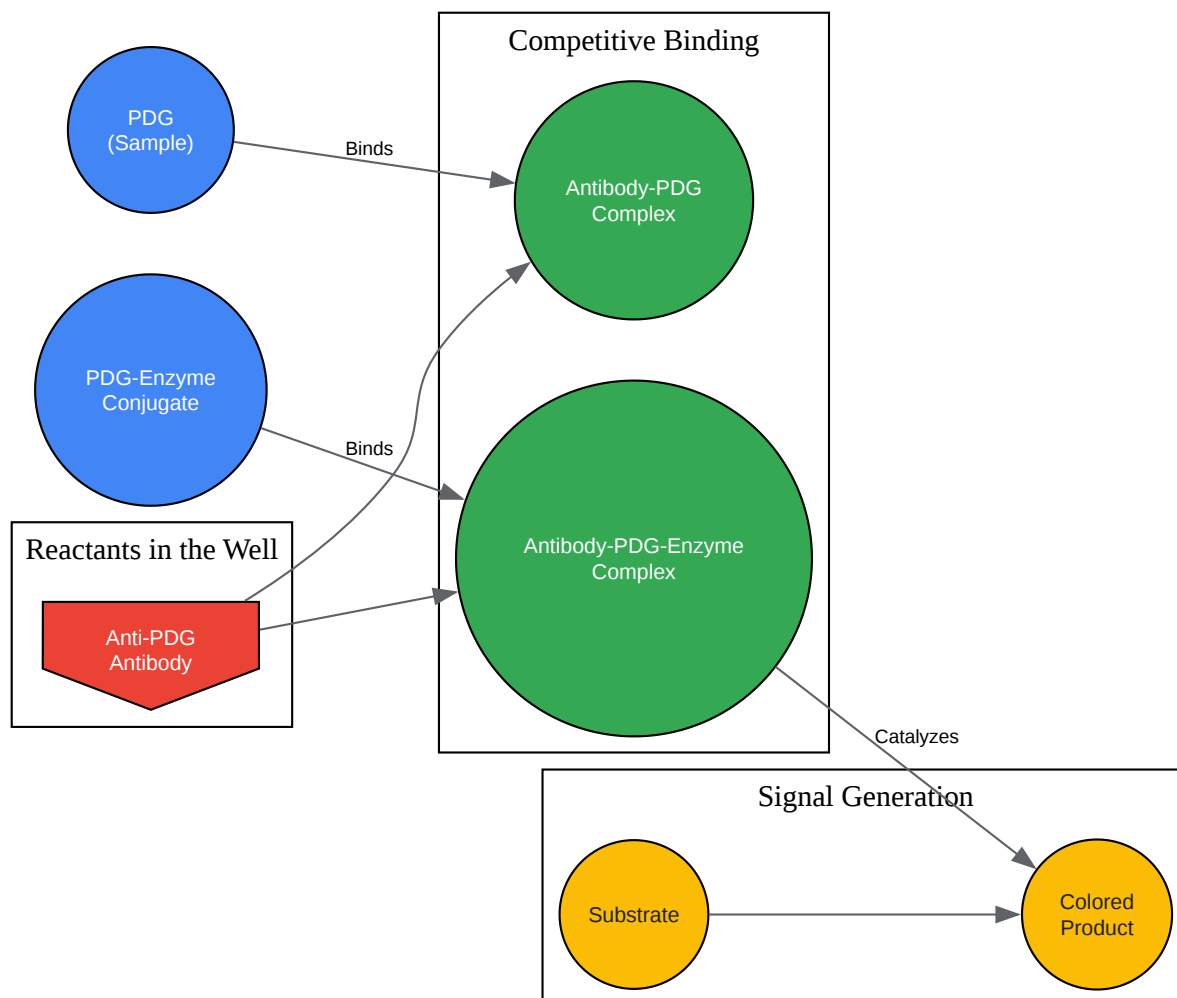 Competitive Binding
PDG
(Sample)
Binds
Antibody-PDG
Complex
PDG-Enzyme
Conjugate
Binds
Antibody-PDG-Enzyme
Complex
Reactants in the Well
Anti-PDG
Antibody
Catalyzes
Signal Generation
Substrate
Colored
Product